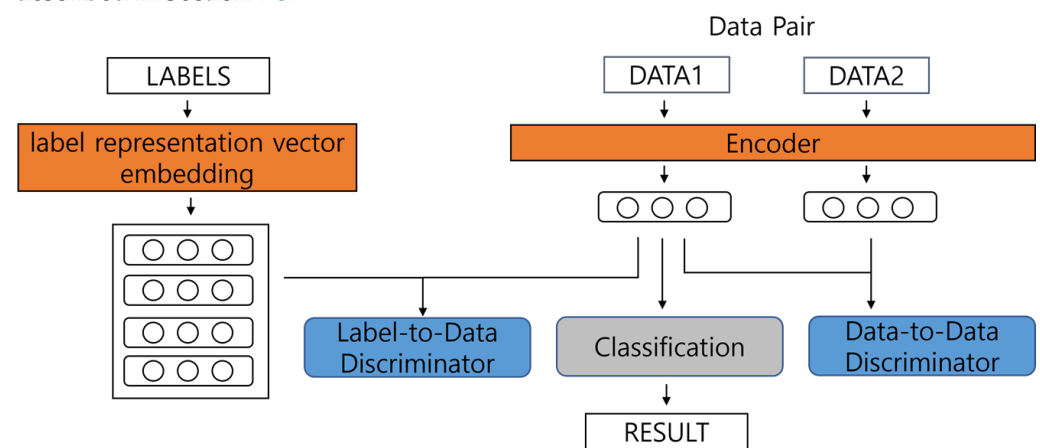 Data Pair
LABELS
DATA1
DATA2
label representation vector
embedding
Encoder
Label-to-Data
Discriminator
Classification
Data-to-Data
Discriminator
RESULT